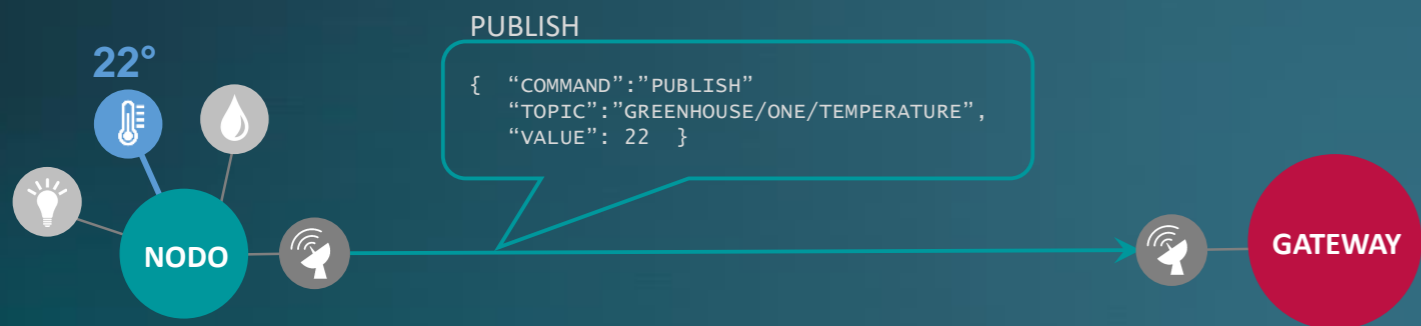 PUBLISH
22°
{ “COMMAND”:”PUBLISH”
“TOPIC”:”GREENHOUSE/ONE/TEMPERATURE”,
“VALUE”: 22 }
NODO
GATEWAY